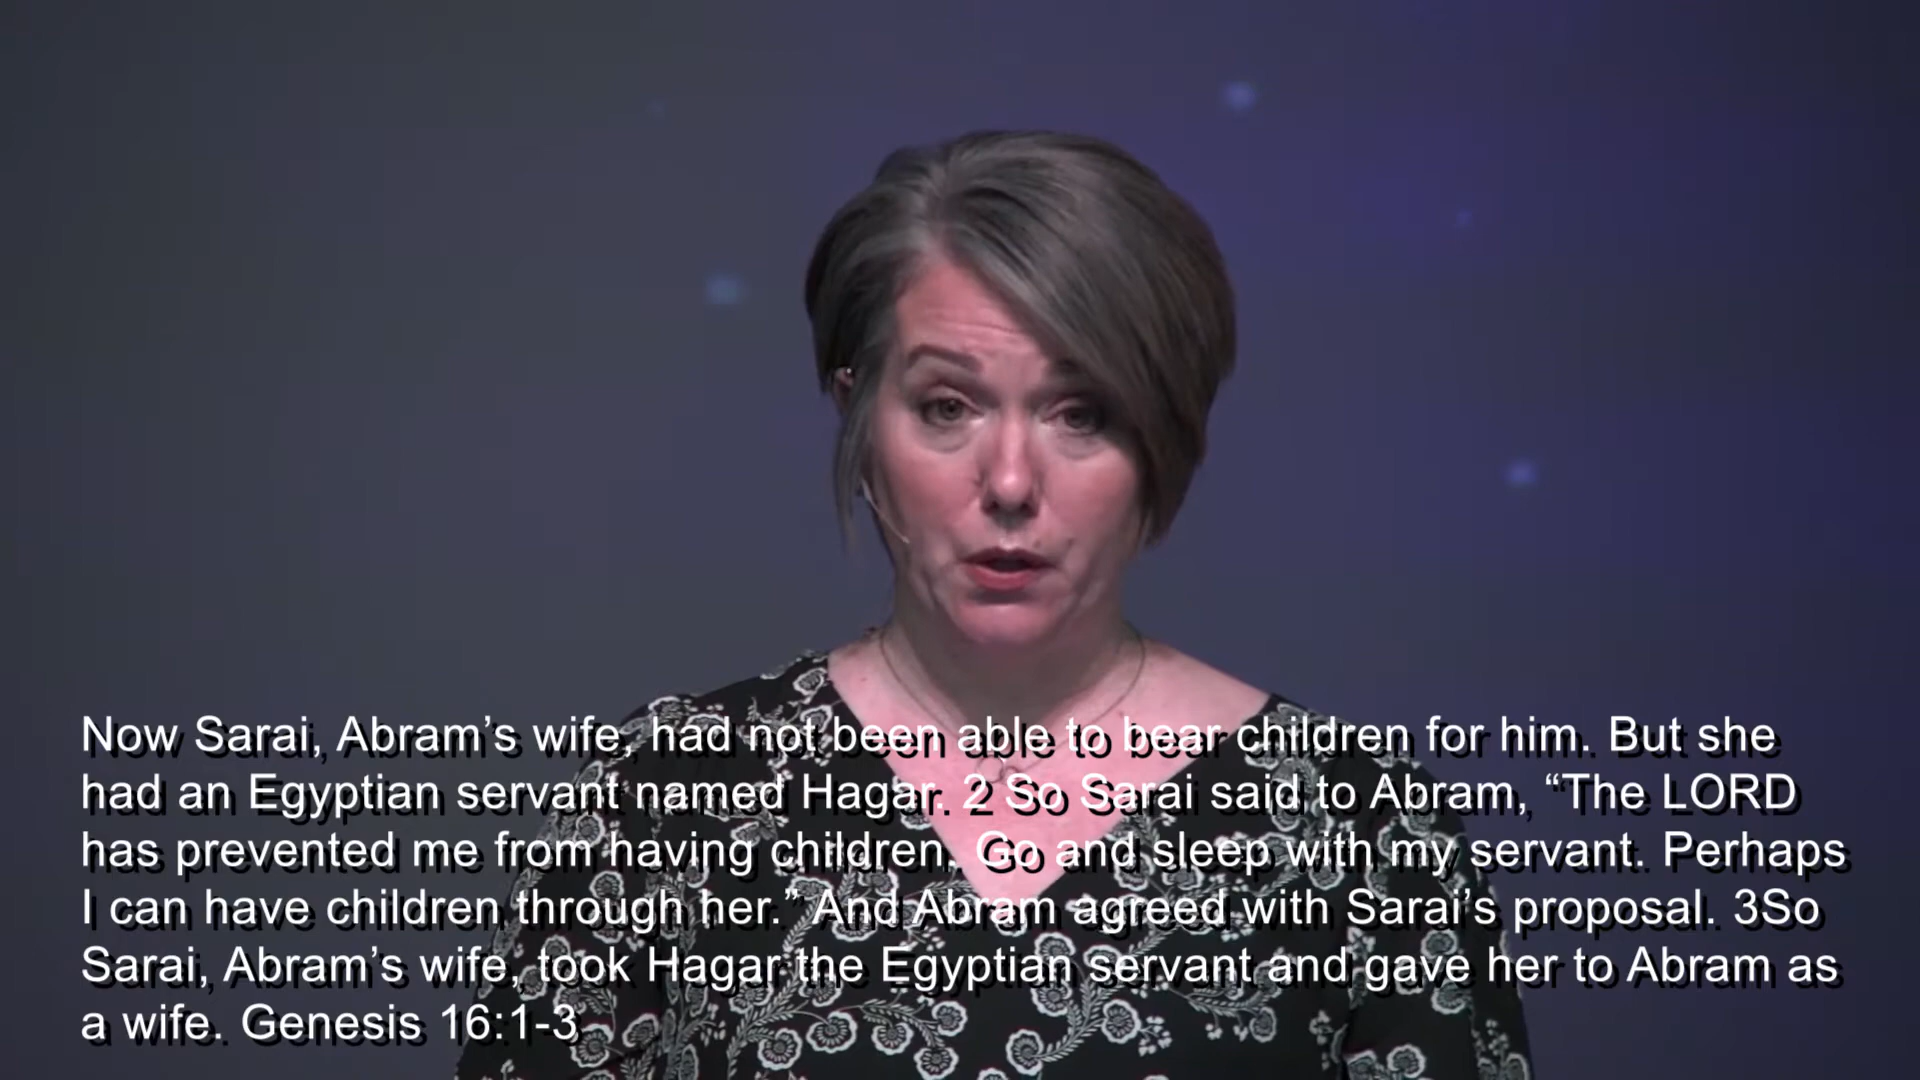 Now Sarai, Abram’s wife, had not been able to bear children for him. But she
had an Egyptian servant named Hagar. 2 So Sarai said to Abram, “The LORD
has prevented me from having children. Go and sleep with my servant. Perhaps
I can have children through her.” And Abram agreed with Sarai’s proposal. 3So
Sarai, Abram’s wife, took Hagar the Egyptian servant and gave her to Abram as
a wife. Genesis 16:1-3